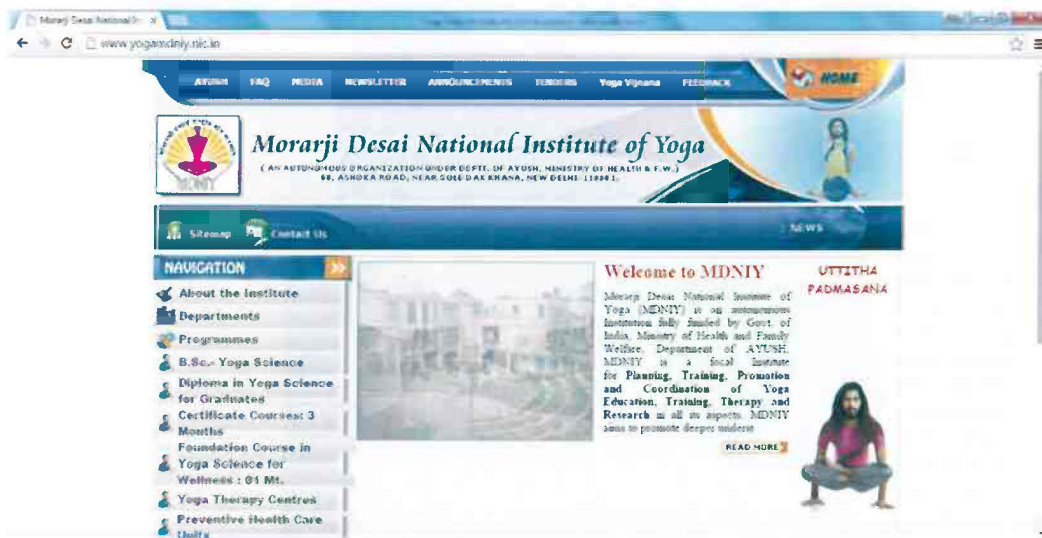 Morarji Desai National In
www.yogamdniy.nic.in
AYUSH FAQ MEDIA NEWSLETTER ANNOUNCEMENTS TENDERS Yoga Vijnana FEEDBACK
HOME
Morarji Desai National Institute of Yoga
( AN AUTONOMOUS ORGANIZATION UNDER DEPTT. OF AYUSH, MINISTRY OF HEALTH & F.W.)
68, ASHOKA ROAD, NEAR GOLE DAK KHANA, NEW DELHI
MDNIY
Sitemap Contact Us
NEWS
NAVIGATION
About the Institute
Departments
Programmes
B.Sc.- Yoga Science
Diploma in Yoga Science
for Graduates
Certificate Courses: 3
Months
Foundation Course in
Yoga Science for
Wellness : 01 Mt.
Yoga Therapy Centres
Preventive Health Care
Units
Welcome to MDNIY
Morarji Desai National Institute of
Yoga (MDNIY) is an autonomous
Institution fully funded by Govt. of
India, Ministry of Health and Family
Welfare, Department of AYUSH.
MDNIY is a focal Institute
for Planning, Training, Promotion
and Coordination of Yoga
Education, Training, Therapy and
Research in all its aspects. MDNIY
aims to promote deeper underst
READ MORE
UTTITHA
PADMASANA